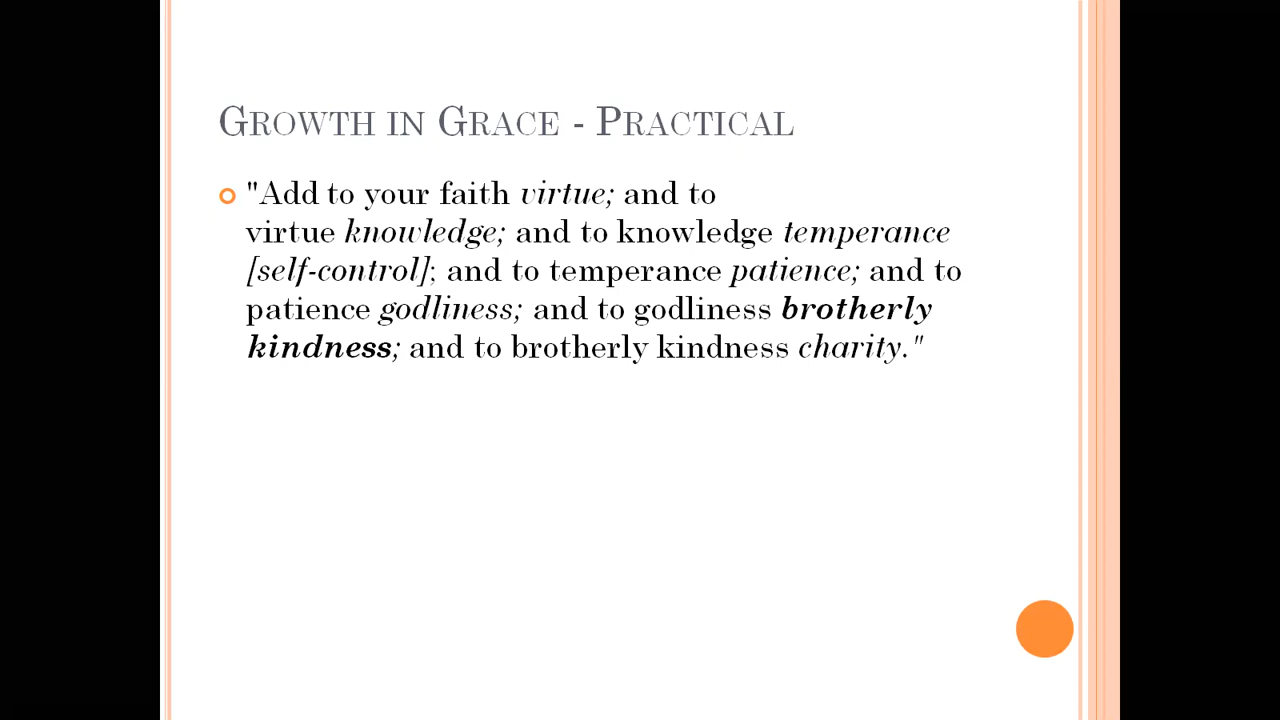 Growth in Grace - Practical
"Add to your faith virtue; and to
virtue knowledge; and to knowledge temperance
[self-control]; and to temperance patience; and to
patience godliness; and to godliness brotherly
kindness; and to brotherly kindness charity."